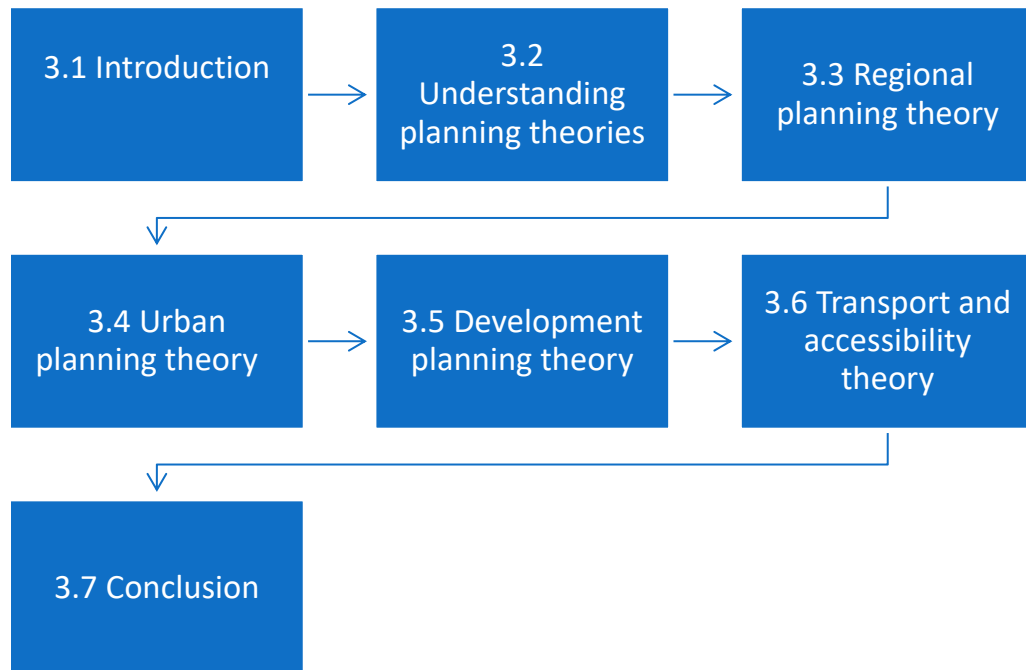 3.1 Introduction
3.2
Understanding
planning theories
3.3 Regional
planning theory
3.4 Urban
planning theory
3.5 Development
planning theory
3.6 Transport and
accessibility
theory
3.7 Conclusion